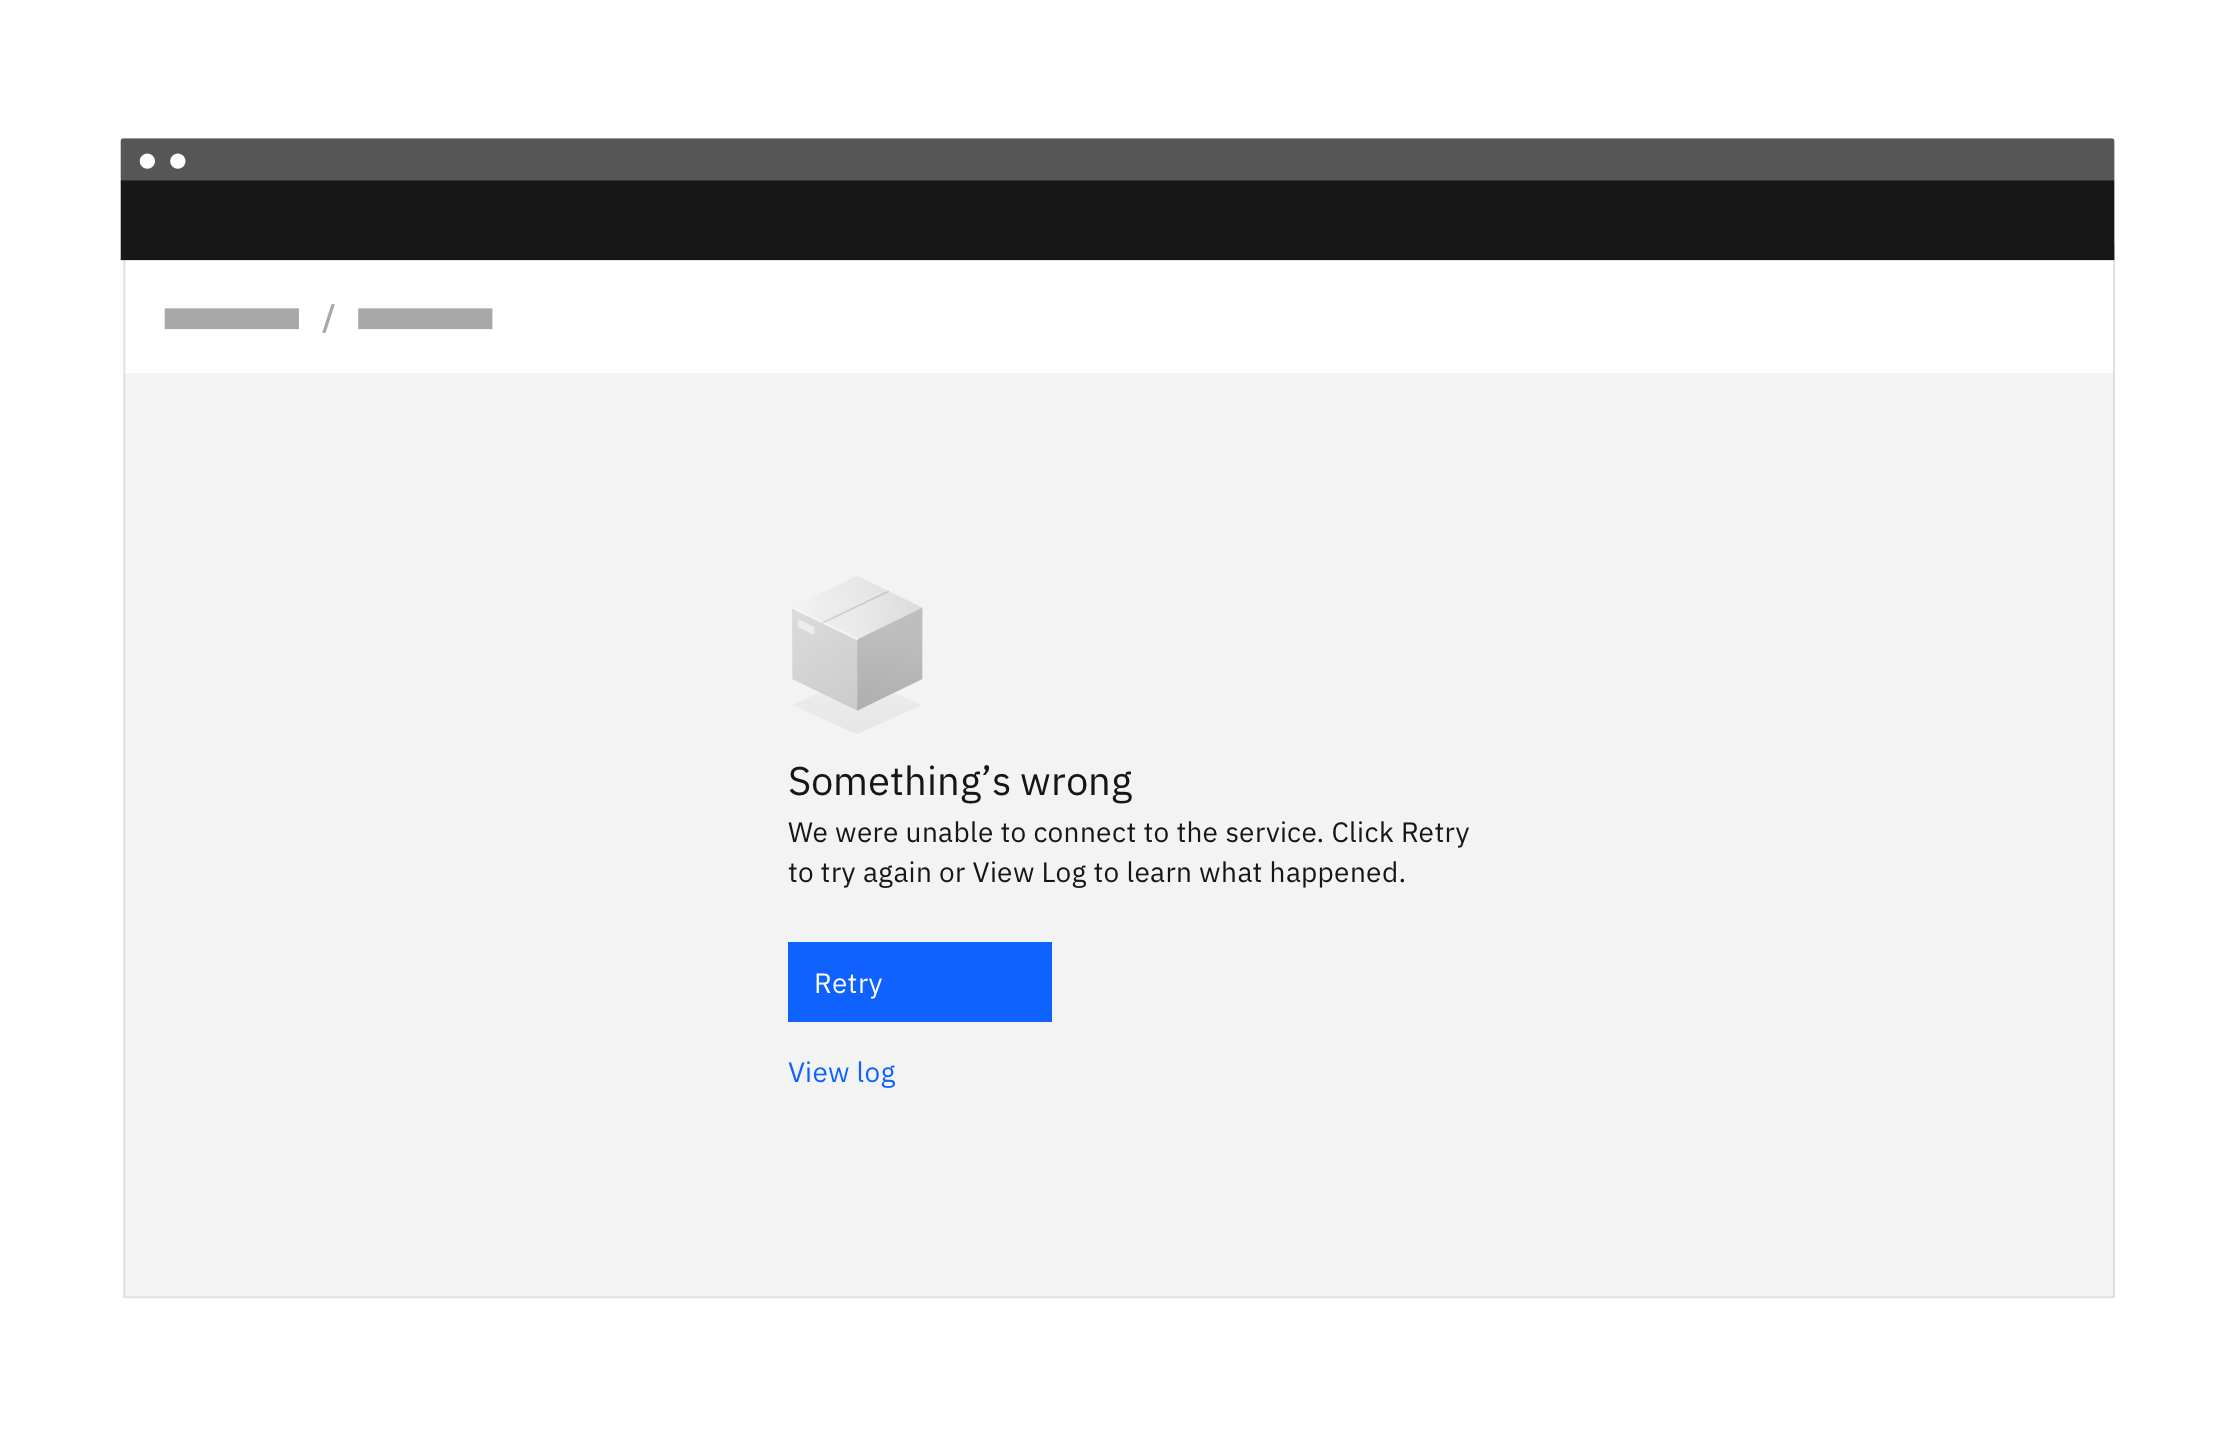 /
Something’s wrong
We were unable to connect to the service. Click Retry
to try again or View Log to learn what happened.
Retry
View log